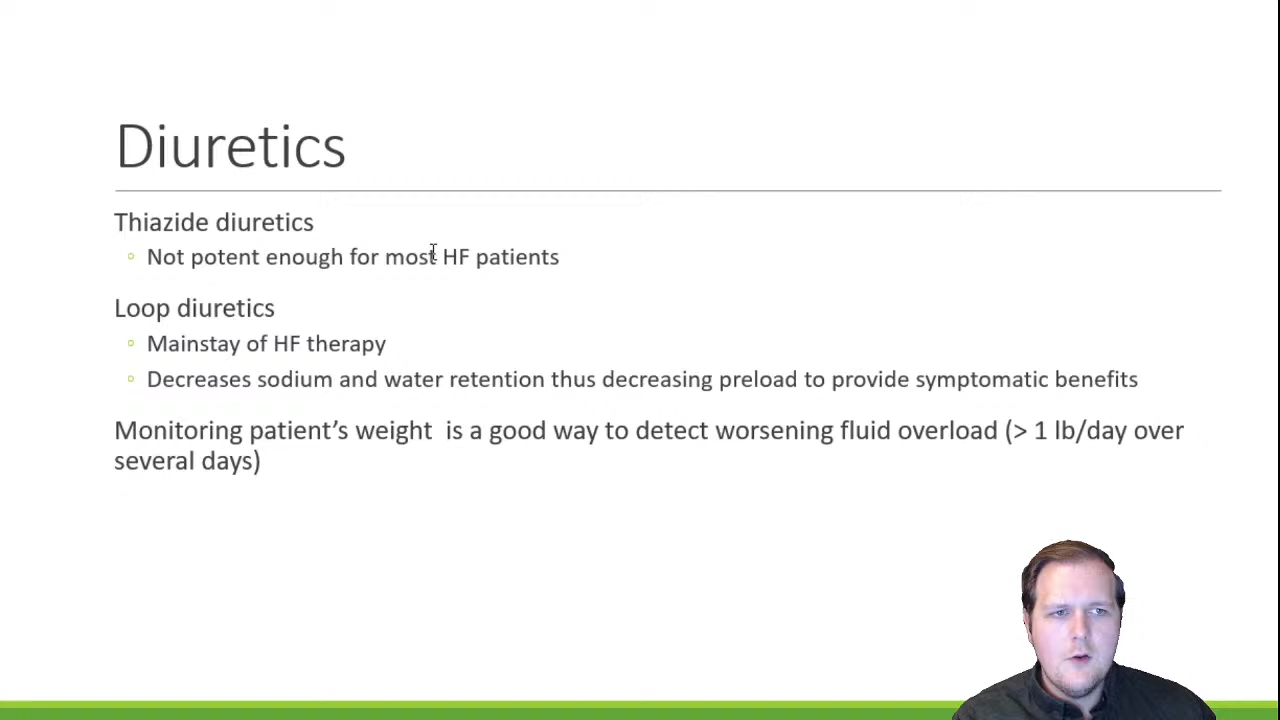 Diuretics
Thiazide diuretics
Not potent enough for most HF patients
Loop diuretics
Mainstay of HF therapy
Decreases sodium and water retention thus decreasing preload to provide symptomatic benefits
Monitoring patient’s weight  is a good way to detect worsening fluid overload (> 1 lb/day over
several days)